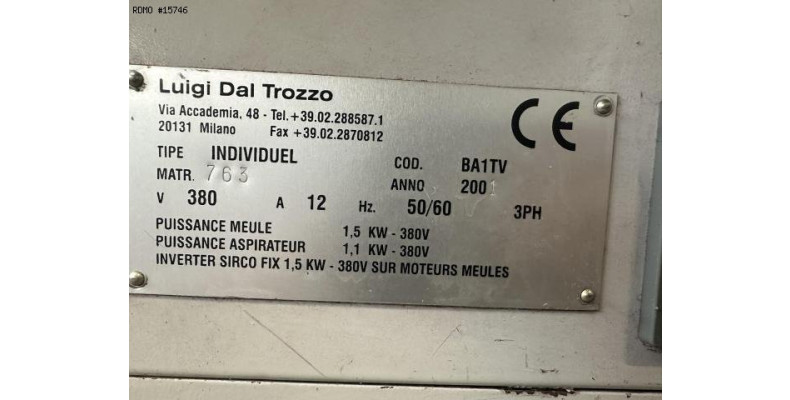 ROMO #15746
Luigi Dal Trozzo
Via Accademia, 48 - Tel.+39.02.288587.1
20131 Milano Fax +39.02.2870812
CE
TIPE INDIVIDUEL COD. BA1TV
MATR. 763 ANNO 2001
V 380 A 12 Hz. 50/60 3PH
PUISSANCE MEULE 1,5 KW - 380V
PUISSANCE ASPIRATEUR 1,1 KW - 380V
INVERTER SIRCO FIX 1,5 KW - 380V SUR MOTEURS MEULES